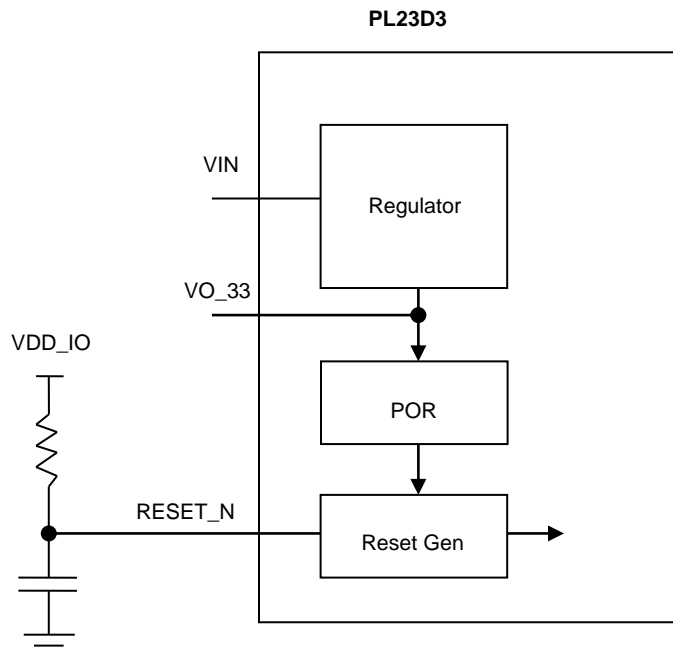 PL23D3
VIN
Regulator
VO_33
VDD_IO
POR
RESET_N
Reset Gen